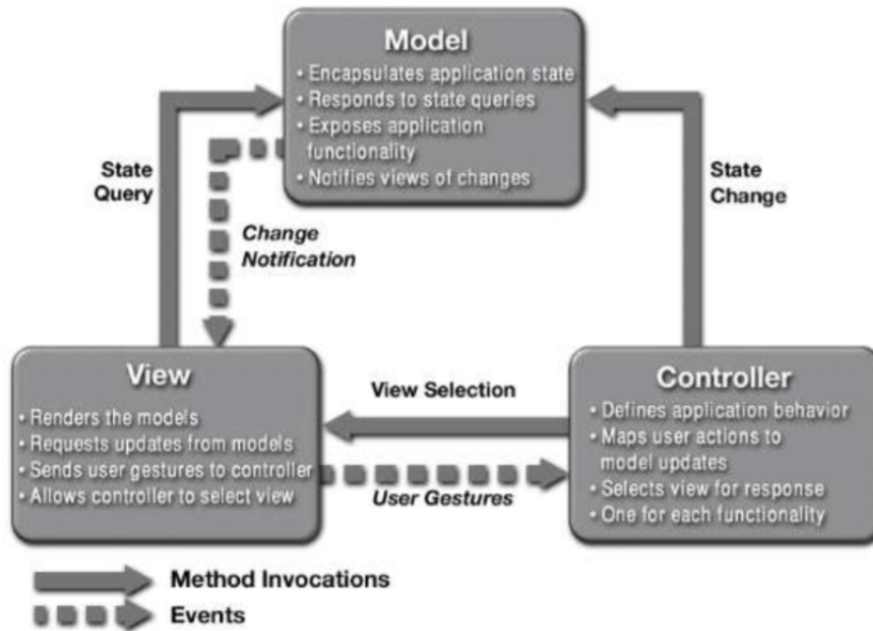 Model
• Encapsulates application state
• Responds to state queries
• Exposes application
functionality
• Notifies views of changes
State
Query
Change
Notification
State
Change
View
• Renders the models
• Requests updates from models
• Sends user gestures to controller
• Allows controller to select view
View Selection
User Gestures
Controller
• Defines application behavior
• Maps user actions to
model updates
• Selects view for response
• One for each functionality
Method Invocations
Events